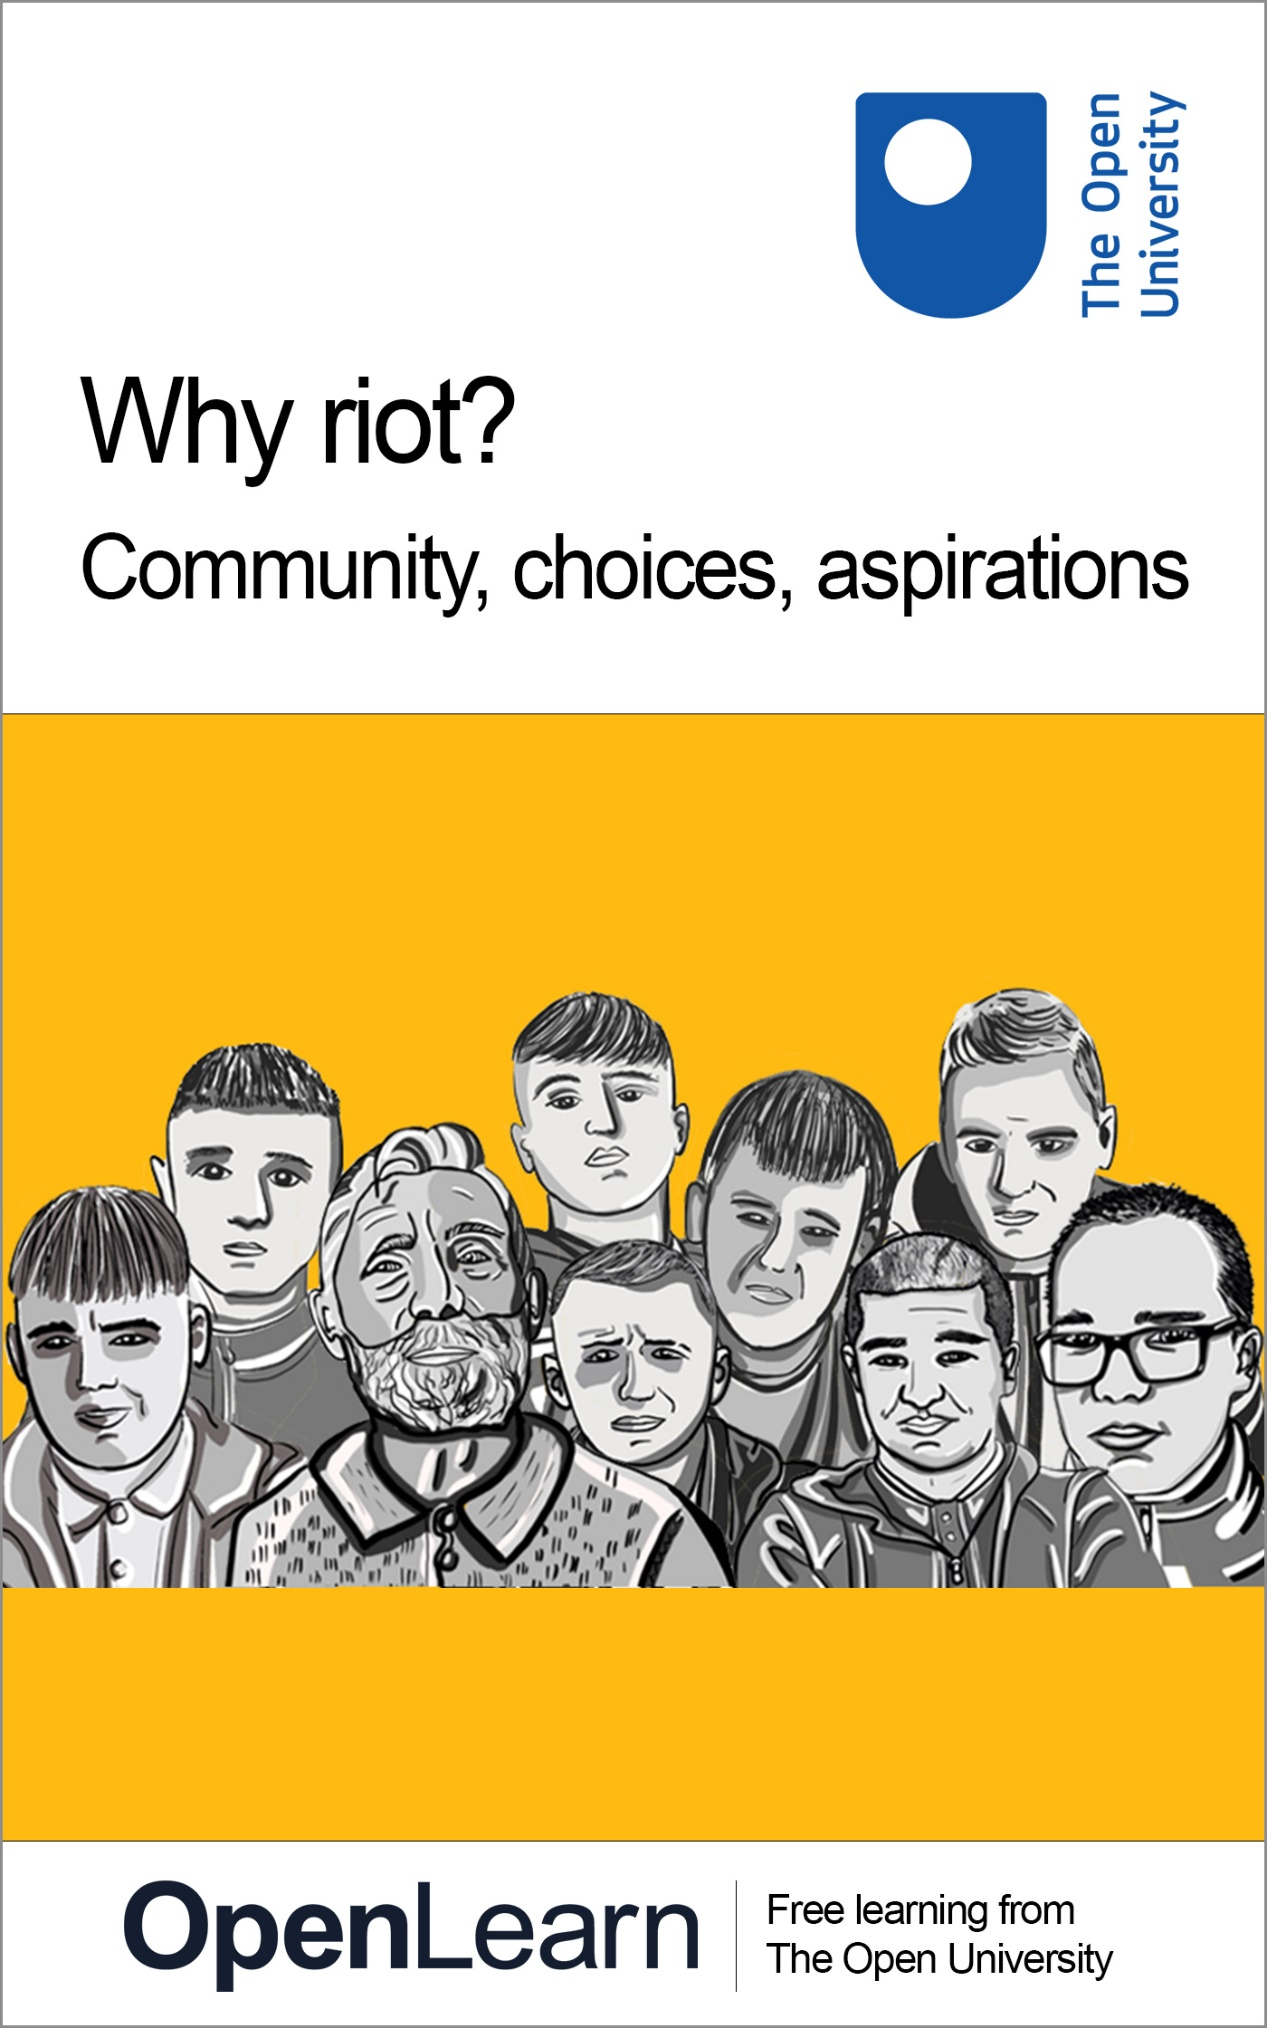 The Open
University
Why riot?
Community, choices, aspirations
OpenLearn
Free learning from
The Open University